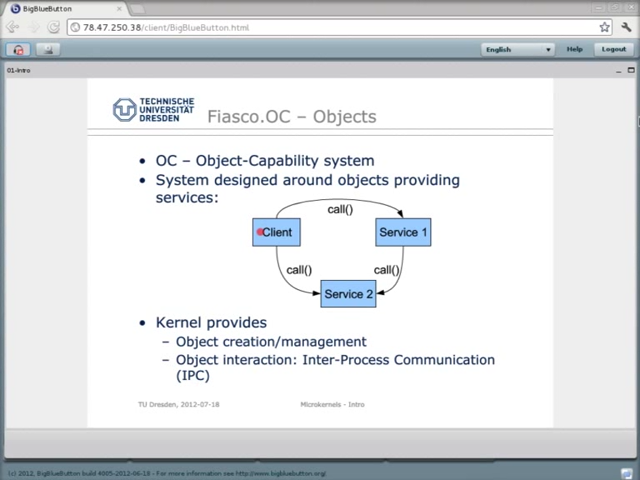 BigBlueButton
78.47.250.38/client/BigBlueButton.html
English Help Logout
01-Intro
TECHNISCHE
UNIVERSITÄT
DRESDEN
Fiasco.OC – Objects
• OC – Object-Capability system
• System designed around objects providing
services:
call()
Client
Service 1
call()
call()
Service 2
• Kernel provides
– Object creation/management
– Object interaction: Inter-Process Communication
(IPC)
TU Dresden, 2012-07-18
Microkernels - Intro
(c) 2012, BigBlueButton build 4005-2012-06-18 - For more information see http://www.bigbluebutton.org/